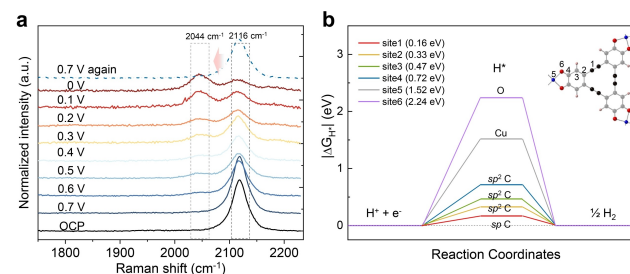 a
2044 cm⁻¹ 2116 cm⁻¹
0.7 V again
0 V
0.1 V
0.2 V
0.3 V
0.4 V
0.5 V
0.6 V
0.7 V
OCP
Normalized intensity (a.u.)
1800 1900 2000 2100 2200
Raman shift (cm⁻¹)
b
site1 (0.16 eV)
site2 (0.33 eV)
site3 (0.47 eV)
site4 (0.72 eV)
site5 (1.52 eV)
site6 (2.24 eV)
H*
O
Cu
sp² C
sp² C
sp² C
sp C
H⁺ + e⁻
½ H₂
6
5
4
3
2
1
3
2
1
0
|ΔG_H*| (eV)
Reaction Coordinates